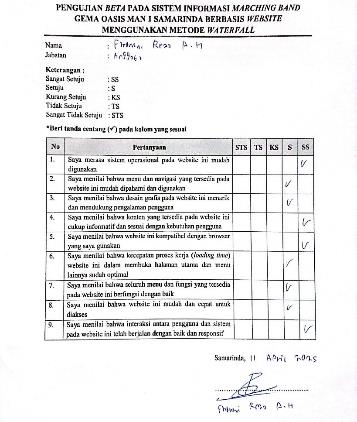 PENGUJIAN BETA PADA SISTEM INFORMASI MARCHING BAND
GEMA OASIS MAN I SAMARINDA BERBASIS WEBSITE
MENGGUNAKAN METODE WATERFALL
Nama :
Jabatan : Anggota
Keterangan :
Sangat Setuju : SS
Setuju : S
Kurang Setuju : KS
Tidak Setuju : TS
Sangat Tidak Setuju : STS
*Beri tanda centang (✓) pada kolom yang sesuai
No Pertanyaan STS TS KS S SS
1. Saya merasa sistem operasional pada website ini mudah
digunakan ✓
2. Saya menilai bahwa menu dan navigasi yang tersedia pada
website ini mudah dipahami dan digunakan ✓
3. Saya menilai bahwa desain grafis pada website ini menarik
dan mendukung pengalaman pengguna ✓
4. Saya menilai bahwa konten yang tersedia pada website ini
cukup informatif dan sesuai dengan kebutuhan pengguna ✓
5. Saya menilai bahwa website ini kompatibel dengan browser
yang saya gunakan ✓
6. Saya menilai bahwa kecepatan proses kerja (loading time)
website ini dalam membuka halaman utama dan menu
lainnya sudah optimal ✓
7. Saya menilai bahwa seluruh menu dan fungsi yang tersedia
pada website ini berfungsi dengan baik ✓
8. Saya menilai bahwa website ini mudah dan cepat untuk
diakses ✓
9. Saya menilai bahwa interaksi antara pengguna dan sistem
pada website ini telah berjalan dengan baik dan responsif ✓
Samarinda, 11 April 2025